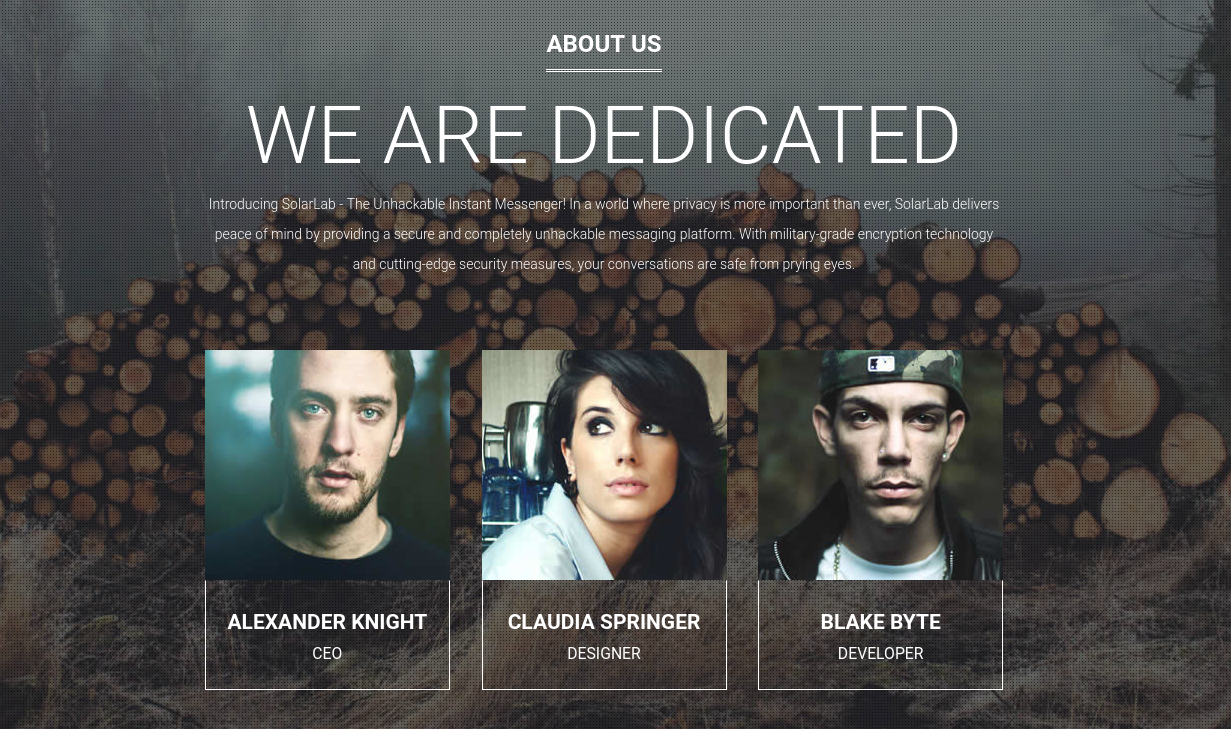 ABOUT US
WE ARE DEDICATED
Introducing SolarLab - The Unhackable Instant Messenger! In a world where privacy is more important than ever, SolarLab delivers
peace of mind by providing a secure and completely unhackable messaging platform. With military-grade encryption technology
and cutting-edge security measures, your conversations are safe from prying eyes.
ALEXANDER KNIGHT
CEO
CLAUDIA SPRINGER
DESIGNER
BLAKE BYTE
DEVELOPER